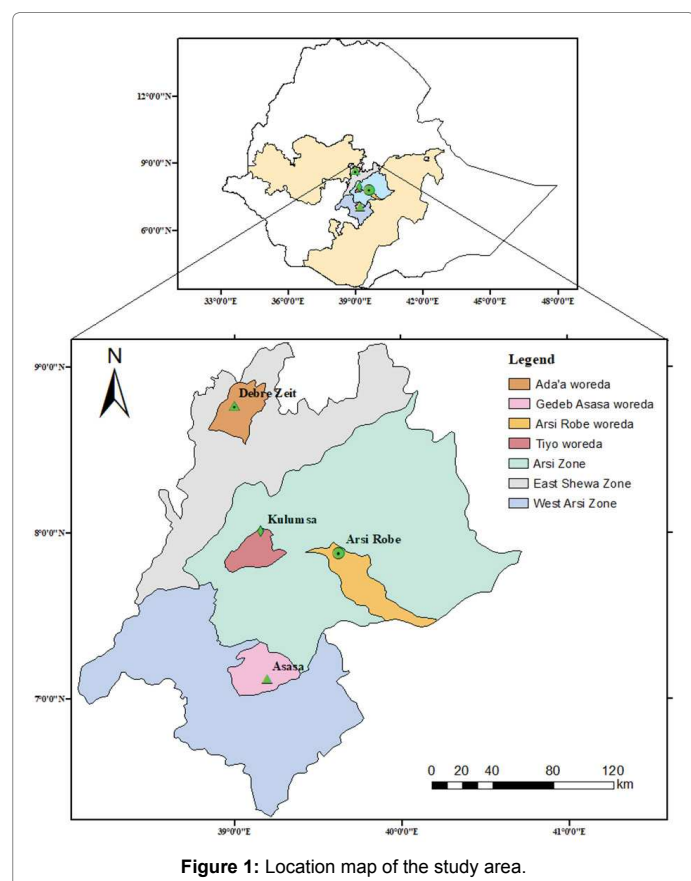 12°0'0"N
9°0'0"N
6°0'0"N
33°0'0"E 36°0'0"E 39°0'0"E 42°0'0"E 45°0'0"E 48°0'0"E
N
9°0'0"N
8°0'0"N
7°0'0"N
Debre Zeit
Kulumsa
Arsi Robe
Asasa
Legend
Ada'a woreda
Gedeb Asasa woreda
Arsi Robe woreda
Tiyo woreda
Arsi Zone
East Shewa Zone
West Arsi Zone
0 20 40 80 120
km
39°0'0"E 40°0'0"E 41°0'0"E
Figure 1: Location map of the study area.